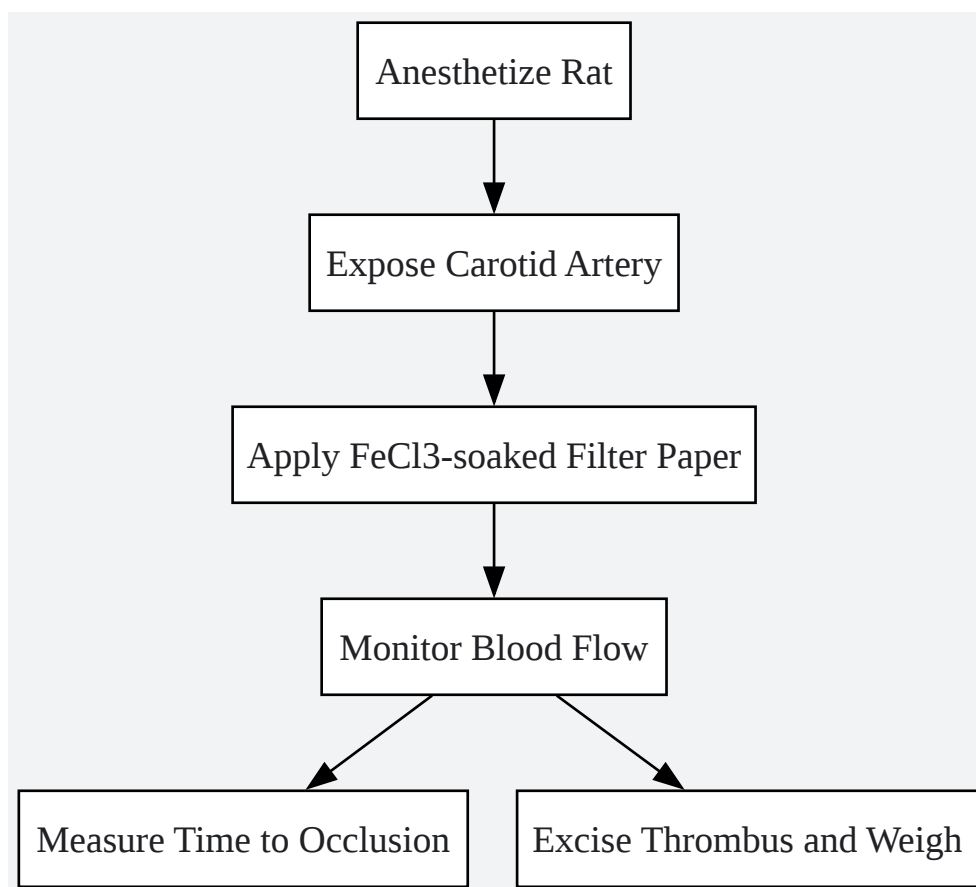 Anesthetize Rat
Expose Carotid Artery
Apply FeCl3-soaked Filter Paper
Monitor Blood Flow
Measure Time to Occlusion
Excise Thrombus and Weigh